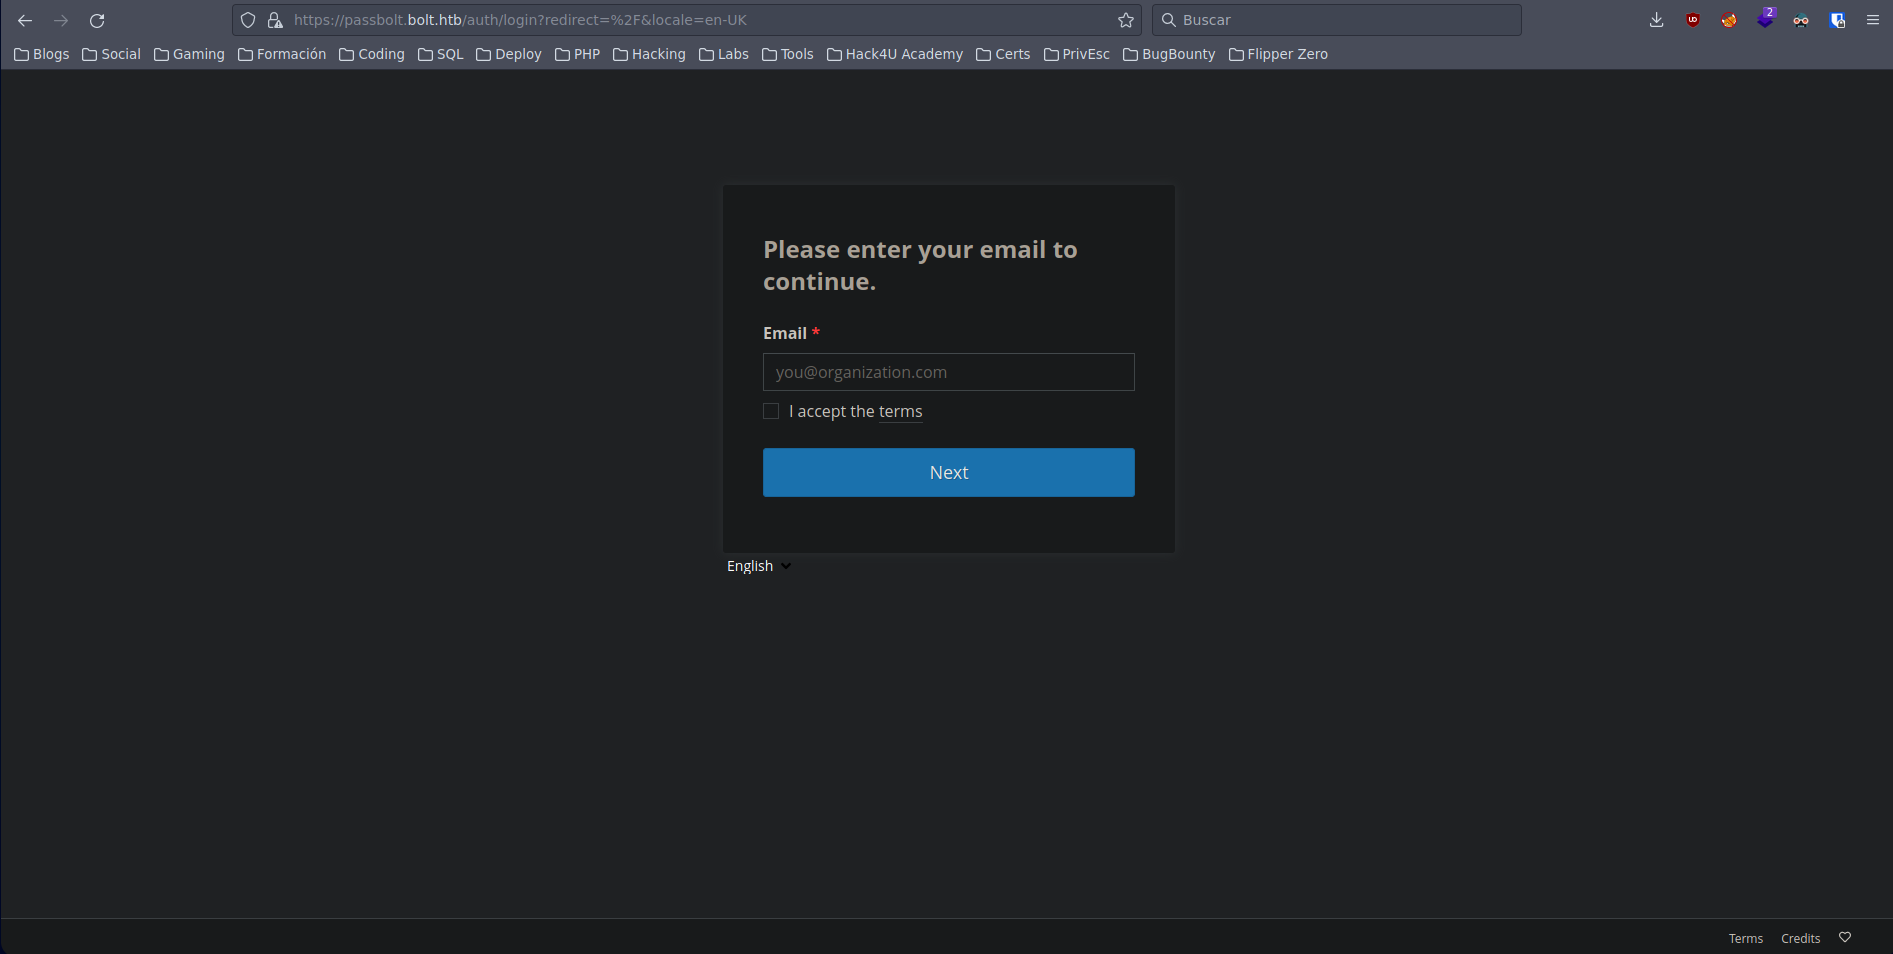 https://passbolt.bolt.htb/auth/login?redirect=%2F&locale=en-UK
Buscar
2
Blogs Social Gaming Formación Coding SQL Deploy PHP Hacking Labs Tools Hack4U Academy Certs PrivEsc BugBounty Flipper Zero
Please enter your email to
continue.
Email *
you@organization.com
I accept the terms
Next
English
Terms Credits